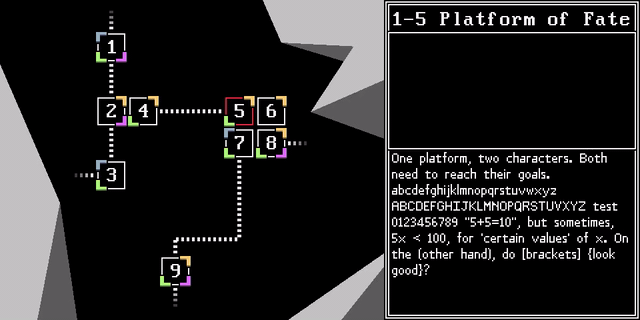 1-5 Platform of Fate
1
2 4
5 6
7 8
3
9
One platform, two characters. Both
need to reach their goals.
abcdefghijklmnopqrstuvwxyz
ABCDEFGHIJKLMNOPQRSTUVXYZ test
0123456789 "5+5=10", but sometimes,
5x < 100, for 'certain values' of x. On
the (other hand), do [brackets] {look
good}?